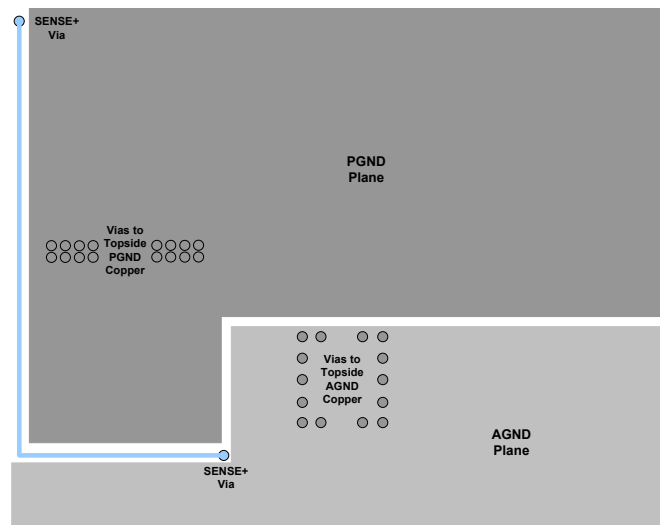 SENSE+
Via
PGND
Plane
Vias to
Topside
PGND
Copper
Vias to
Topside
AGND
Copper
AGND
Plane
SENSE+
Via